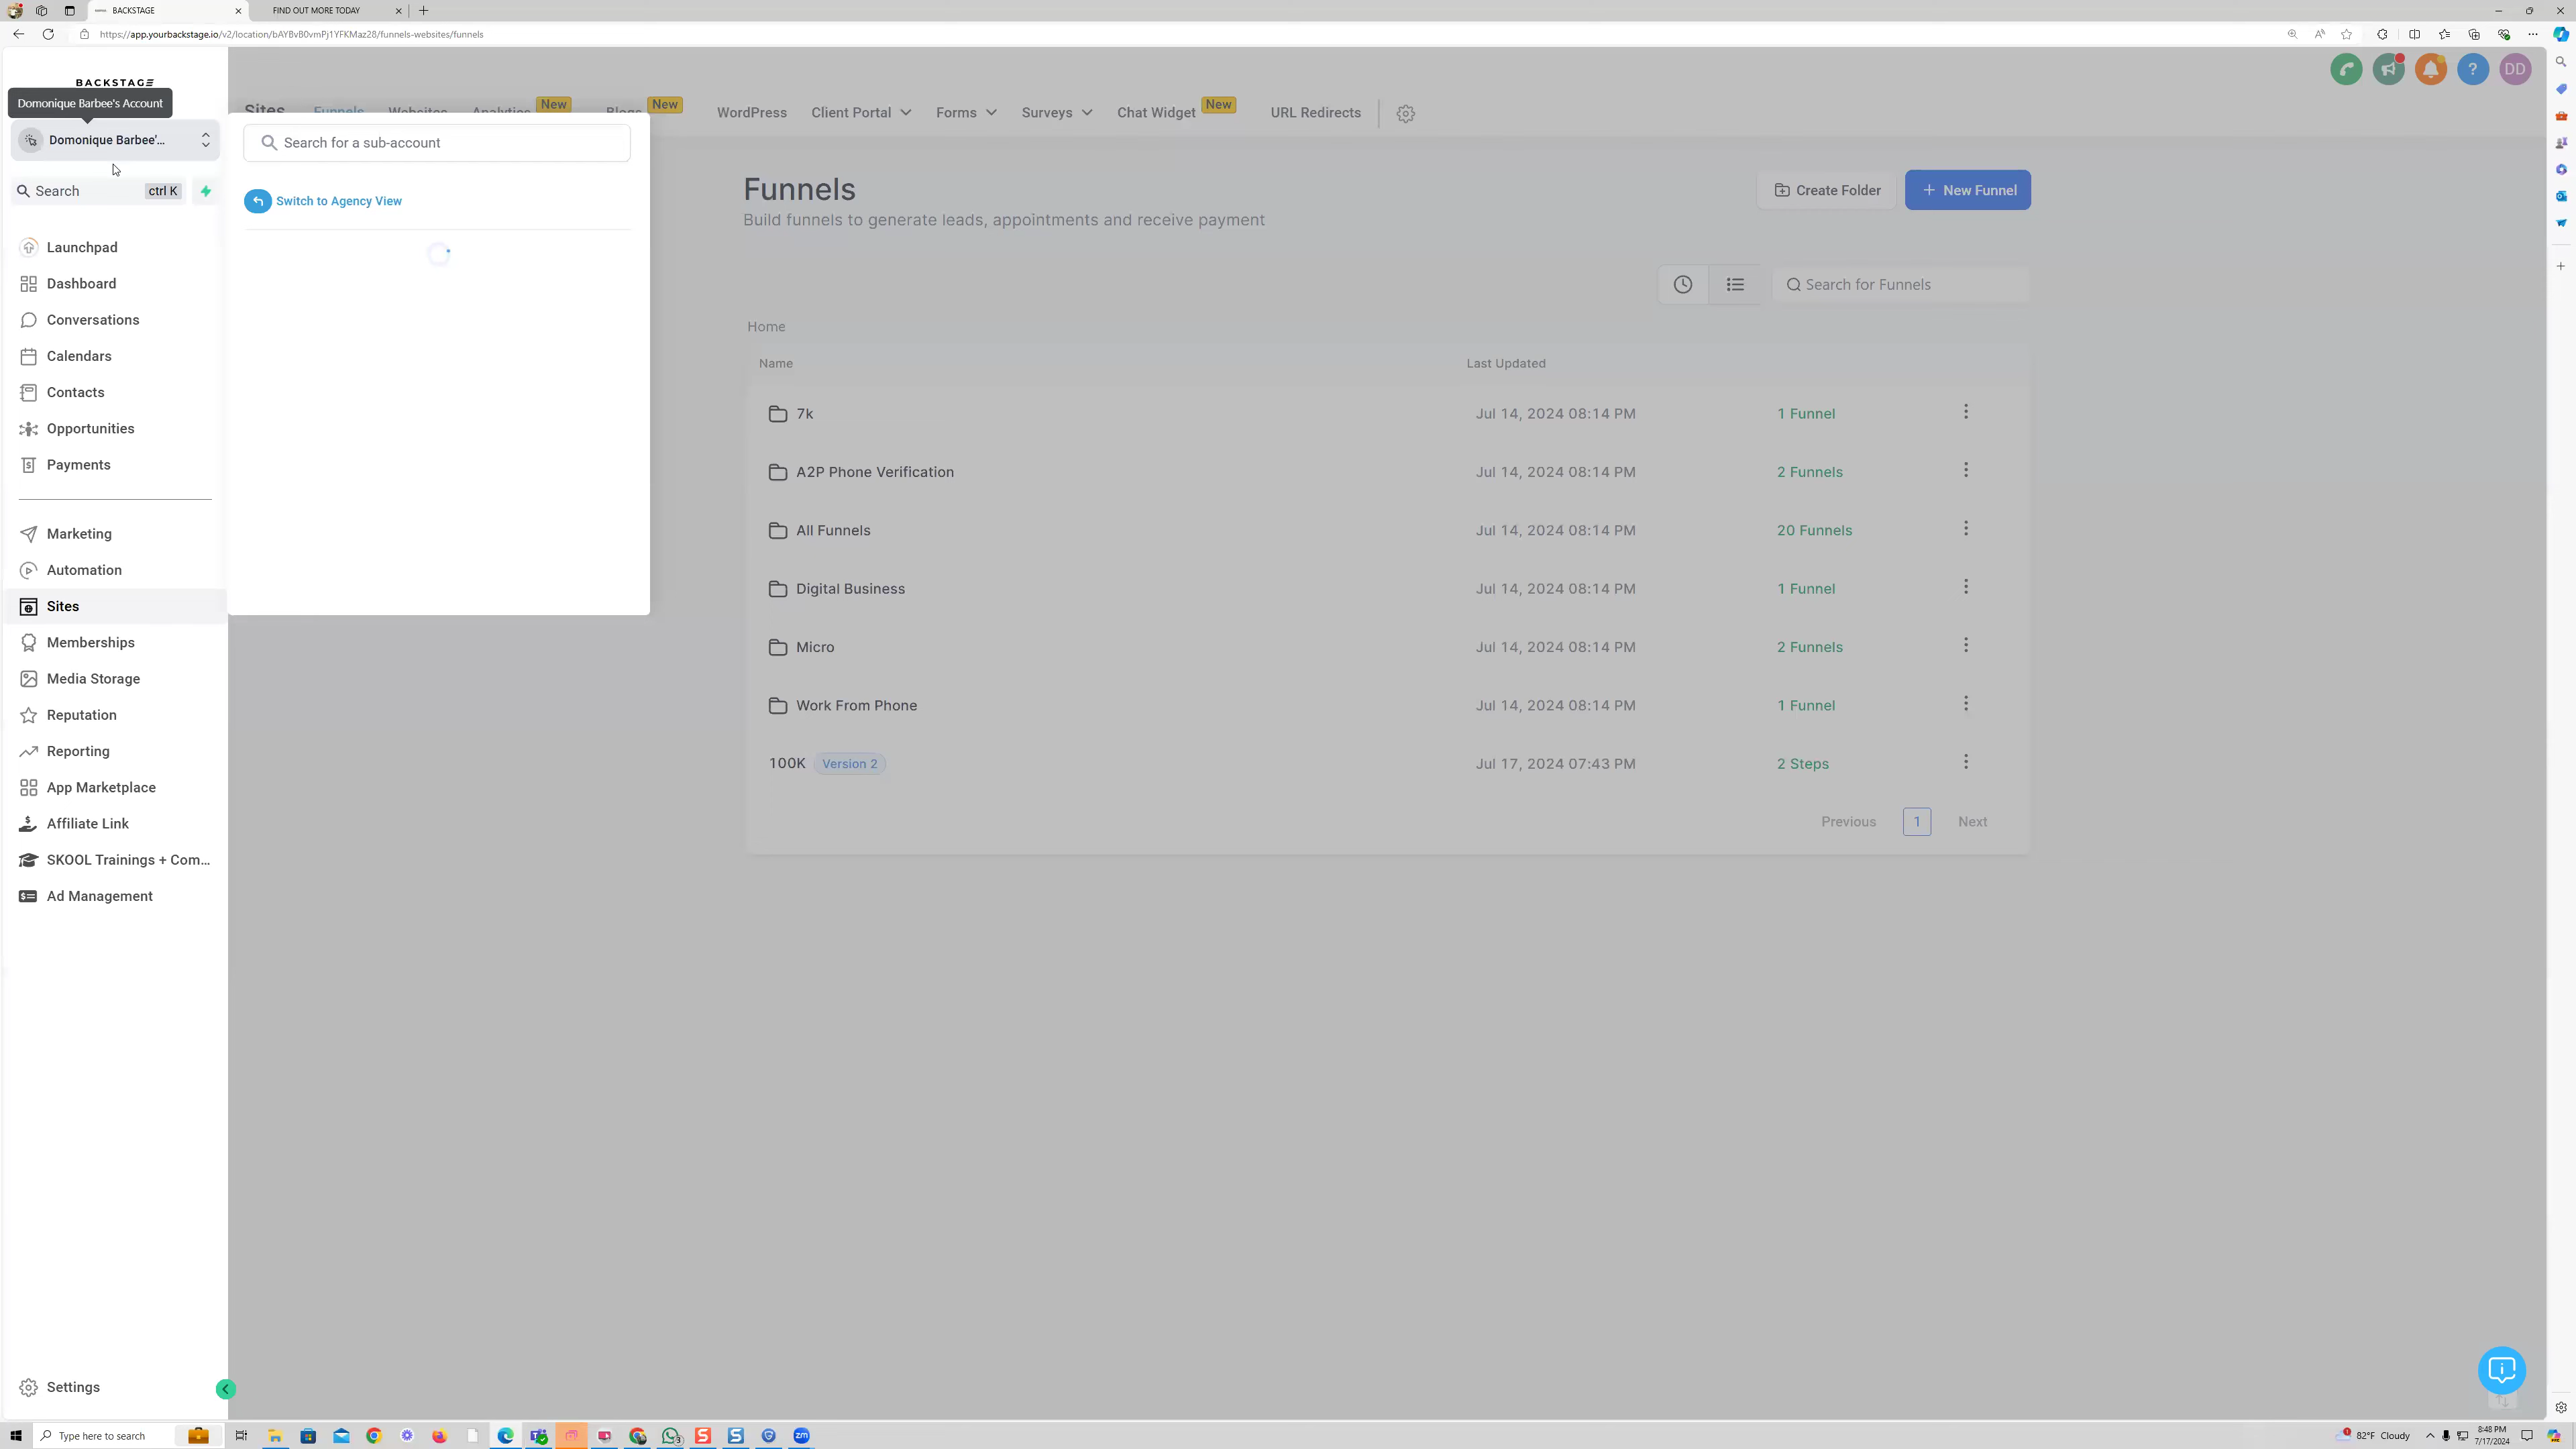 BACKSTAGE
FIND OUT MORE TODAY
https://app.yourbackstage.io/v2/location/bAYBvB0vmPj1YFKMaz28/funnels-websites/funnels
BACKSTAGE
Domonique Barbee's Account
Domonique Barbee'...
Search ctrl K
Launchpad
Dashboard
Conversations
Calendars
Contacts
Opportunities
Payments
Marketing
Automation
Sites
Memberships
Media Storage
Reputation
Reporting
App Marketplace
Affiliate Link
SKOOL Trainings + Com...
Ad Management
Settings
Search for a sub-account
Switch to Agency View
Sites Funnels Websites Analytics New Blogs New WordPress Client Portal Forms Surveys Chat Widget New URL Redirects
DD
Funnels
Build funnels to generate leads, appointments and receive payment
Create Folder
+ New Funnel
Search for Funnels
Home
Name Last Updated
7k Jul 14, 2024 08:14 PM 1 Funnel
A2P Phone Verification Jul 14, 2024 08:14 PM 2 Funnels
All Funnels Jul 14, 2024 08:14 PM 20 Funnels
Digital Business Jul 14, 2024 08:14 PM 1 Funnel
Micro Jul 14, 2024 08:14 PM 2 Funnels
Work From Phone Jul 14, 2024 08:14 PM 1 Funnel
100K Version 2 Jul 17, 2024 07:43 PM 2 Steps
Previous 1 Next
Type here to search
zm
82°F Cloudy
8:48 PM
7/17/2024